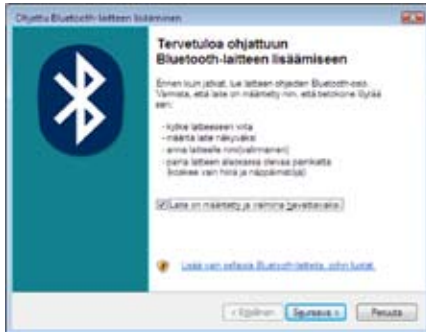 Ohjattu Bluetooth-laitteen lisääminen
Tervetuloa ohjattuun
Bluetooth-laitteen lisäämiseen
Ennen kuin jatkat, lue laitteen ohjeiden Bluetooth-osio.
Varmista, että laite on määritetty niin, että tietokone löytää
sen:
- kytke laitteeseen virta
- määritä laite näkyväksi
- anna laitteelle nimi(valinnainen)
- paina laitteen alaosassa olevaa painiketta
(koskee vain hiiriä ja näppäimistöjä)
Laite on määritetty ja valmiina havaittavaksi.
Lisää vain sellaisia Bluetooth-laitteita, joihin luotat.
< Edellinen
Seuraava >
Peruuta